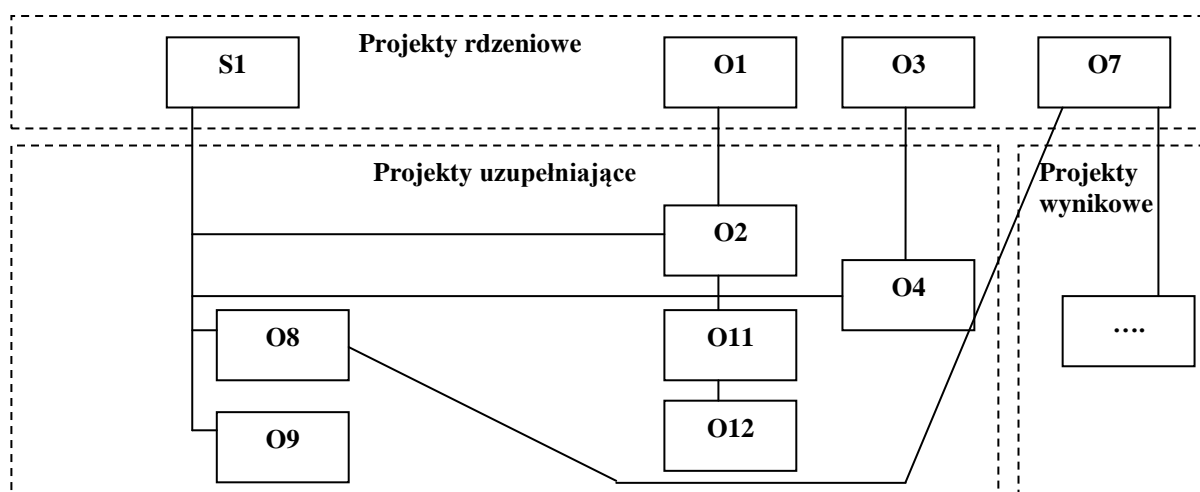 Projekty rdzeniowe
S1
O1
O3
O7
Projekty uzupełniające
Projekty
wynikowe
O2
O4
O8
O11
….
O9
O12